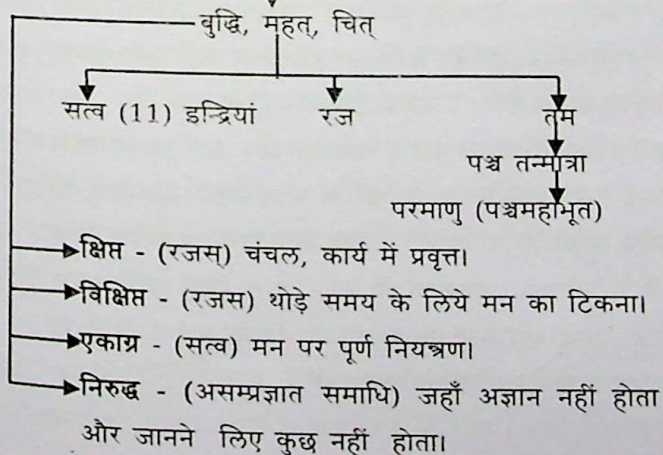 बुद्धि, महत्, चित्
सत्व (11) इन्द्रियां रज तम
पञ्च तन्मात्रा
परमाणु (पञ्चमहाभूत)
क्षिप्त - (रजस्) चंचल, कार्य में प्रवृत्त।
विक्षिप्त - (रजस) थोड़े समय के लिये मन का टिकना।
एकाग्र - (सत्व) मन पर पूर्ण नियन्त्रण।
निरुद्ध - (असम्प्रज्ञात समाधि) जहाँ अज्ञान नहीं होता
और जानने लिए कुछ नहीं होता।